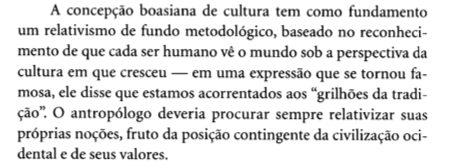 A concepção boasiana de cultura tem como fundamento
um relativismo de fundo metodológico, baseado no reconheci-
mento de que cada ser humano vê o mundo sob a perspectiva da
cultura em que cresceu — em uma expressão que se tornou fa-
mosa, ele disse que estamos acorrentados aos “grilhões da tradi-
ção”. O antropólogo deveria procurar sempre relativizar suas
próprias noções, fruto da posição contingente da civilização oci-
dental e de seus valores.